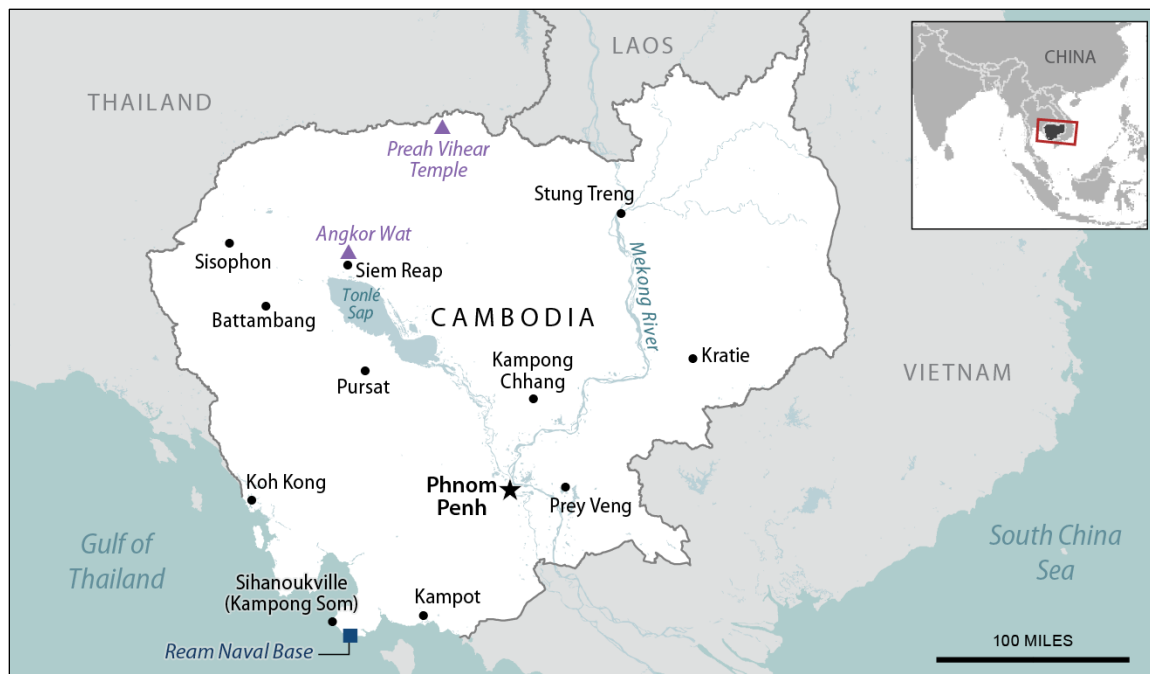 LAOS
CHINA
THAILAND
Preah Vihear
Temple
Stung Treng
Angkor Wat
Sisophon
Siem Reap
Mekong River
Tonlé
Sap
Battambang
CAMBODIA
Kampong
Chhang
Kratie
Pursat
VIETNAM
Koh Kong
Phnom
Penh
Prey Veng
Gulf of
Thailand
South China
Sea
Sihanoukville
(Kampong Som)
Kampot
Ream Naval Base
100 MILES